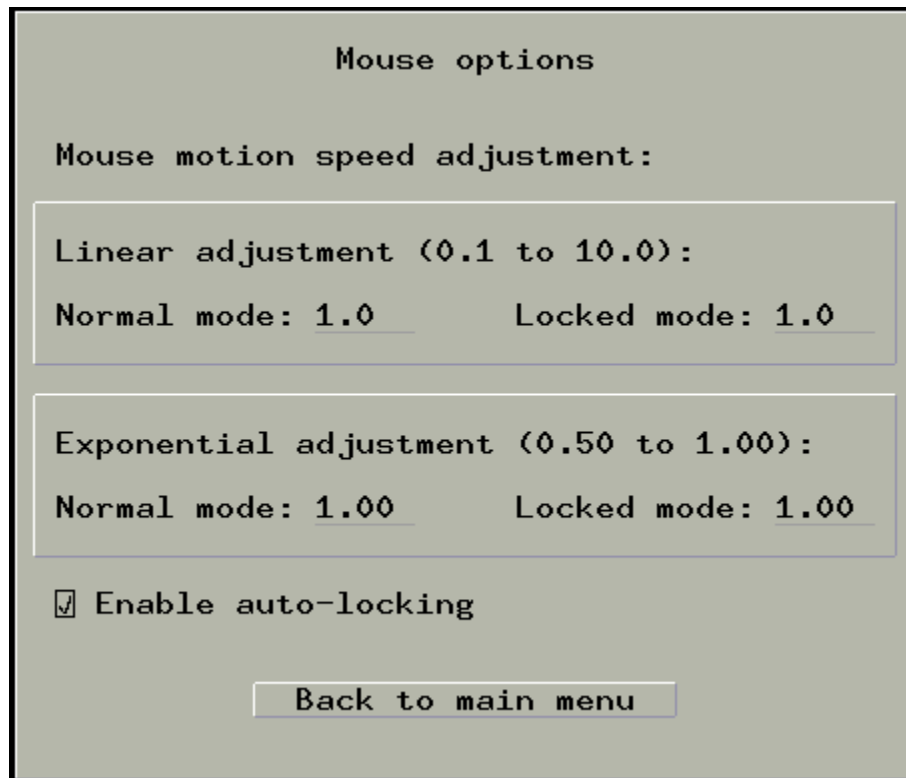 Mouse options
Mouse motion speed adjustment:
Linear adjustment (0.1 to 10.0):
Normal mode: 1.0 Locked mode: 1.0
Exponential adjustment (0.50 to 1.00):
Normal mode: 1.00 Locked mode: 1.00
Enable auto-locking
Back to main menu